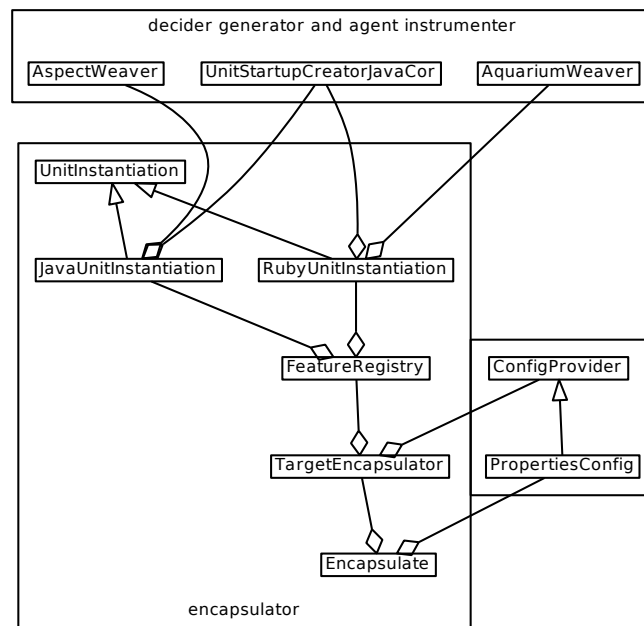 decider generator and agent instrumenter
AspectWeaver
UnitStartupCreatorJavaCor
AquariumWeaver
UnitInstantiation
JavaUnitInstantiation
RubyUnitInstantiation
FeatureRegistry
ConfigProvider
TargetEncapsulator
PropertiesConfig
Encapsulate
encapsulator